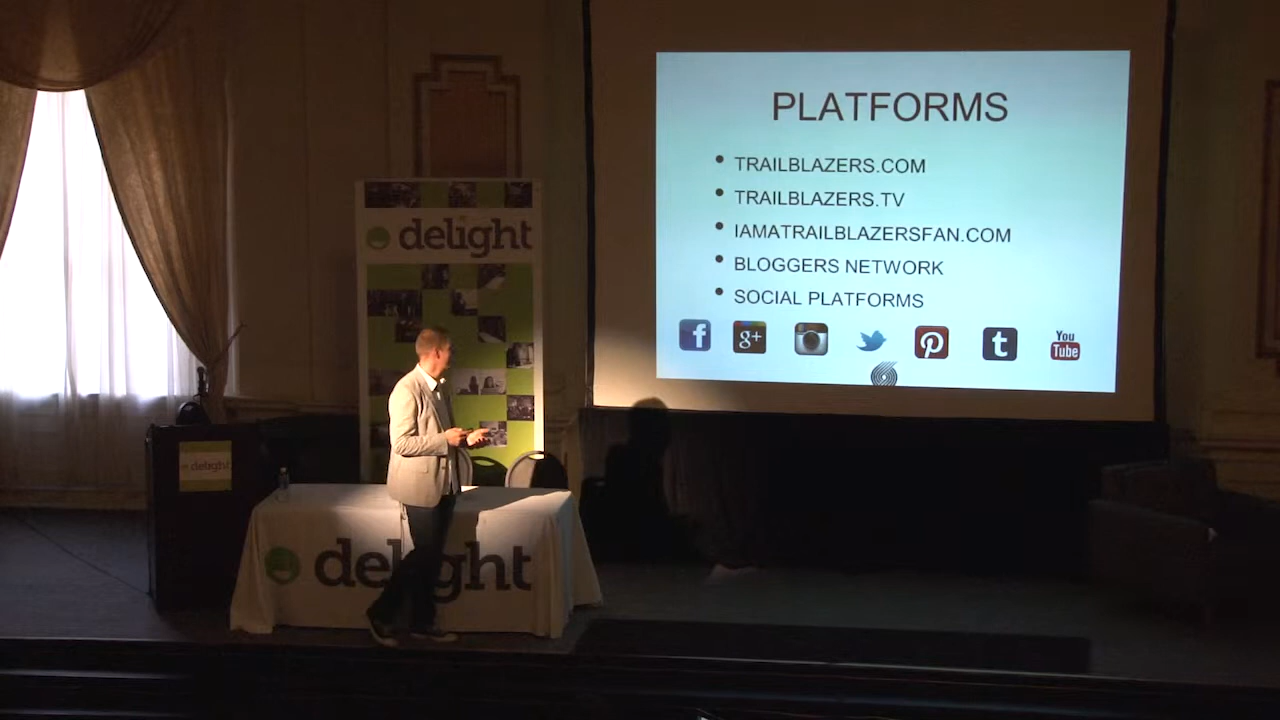 PLATFORMS
• TRAILBLAZERS.COM
• TRAILBLAZERS.TV
• IAMATRAILBLAZERSFAN.COM
• BLOGGERS NETWORK
• SOCIAL PLATFORMS
f
g+
t
You
Tube
delight
delight
delight